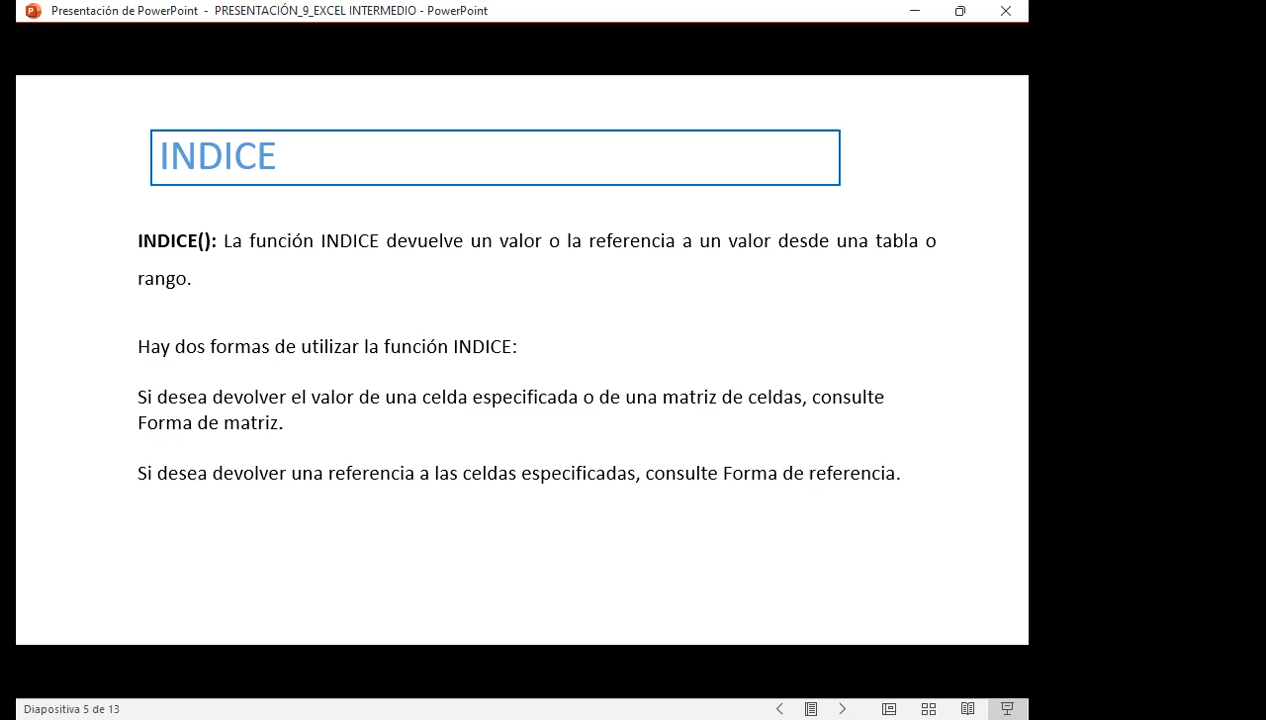 Presentación de PowerPoint - PRESENTACIÓN_9_EXCEL INTERMEDIO - PowerPoint
INDICE
INDICE(): La función INDICE devuelve un valor o la referencia a un valor desde una tabla o
rango.
Hay dos formas de utilizar la función INDICE:
Si desea devolver el valor de una celda especificada o de una matriz de celdas, consulte
Forma de matriz.
Si desea devolver una referencia a las celdas especificadas, consulte Forma de referencia.
Diapositiva 5 de 13